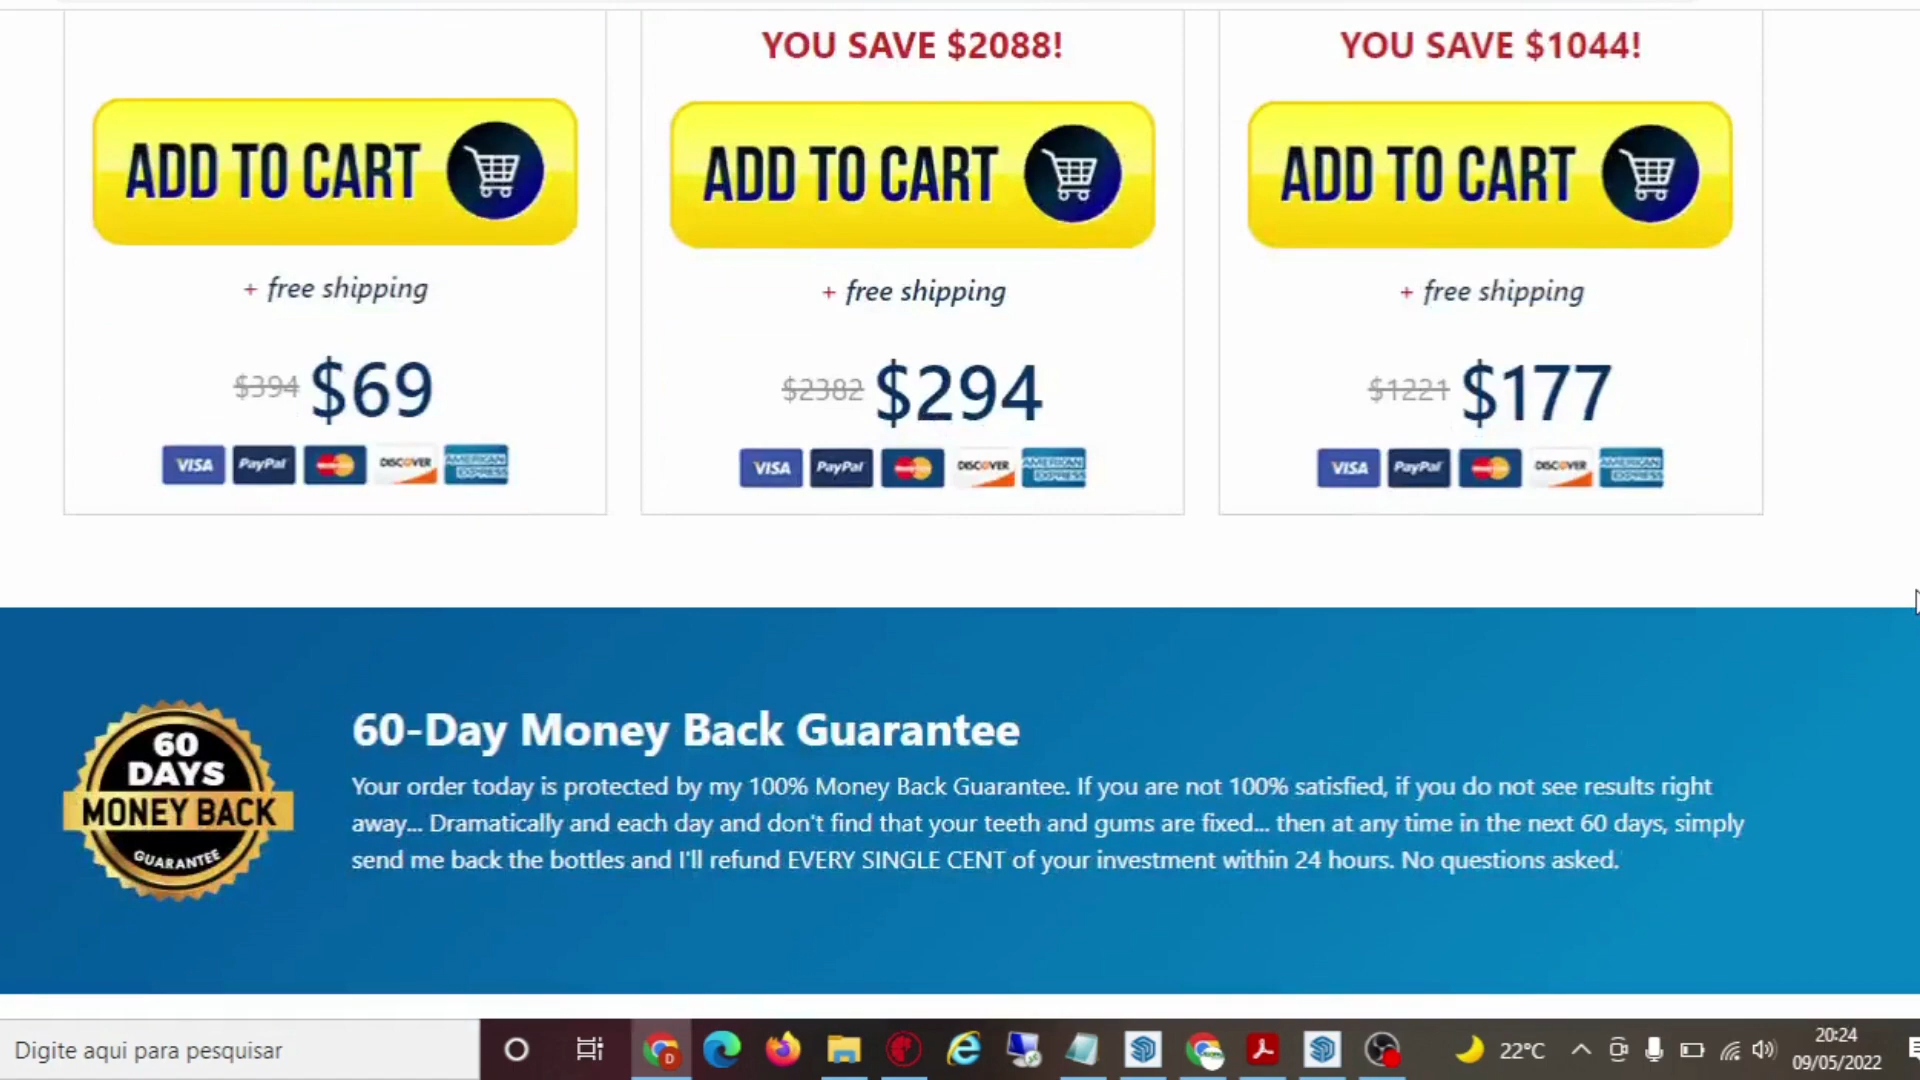 YOU SAVE $2088!
YOU SAVE $1044!
ADD TO CART
ADD TO CART
ADD TO CART
+ free shipping
+ free shipping
+ free shipping
$394 $69
$2382 $294
$1221 $177
VISA PayPal DISCOVER AMERICAN EXPRESS
VISA PayPal DISCOVER AMERICAN EXPRESS
VISA PayPal DISCOVER AMERICAN EXPRESS
60 DAYS MONEY BACK GUARANTEE
60-Day Money Back Guarantee
Your order today is protected by my 100% Money Back Guarantee. If you are not 100% satisfied, if you do not see results right
away... Dramatically and each day and don't find that your teeth and gums are fixed... then at any time in the next 60 days, simply
send me back the bottles and I'll refund EVERY SINGLE CENT of your investment within 24 hours. No questions asked.
Digite aqui para pesquisar
D
22°C
20:24
09/05/2022